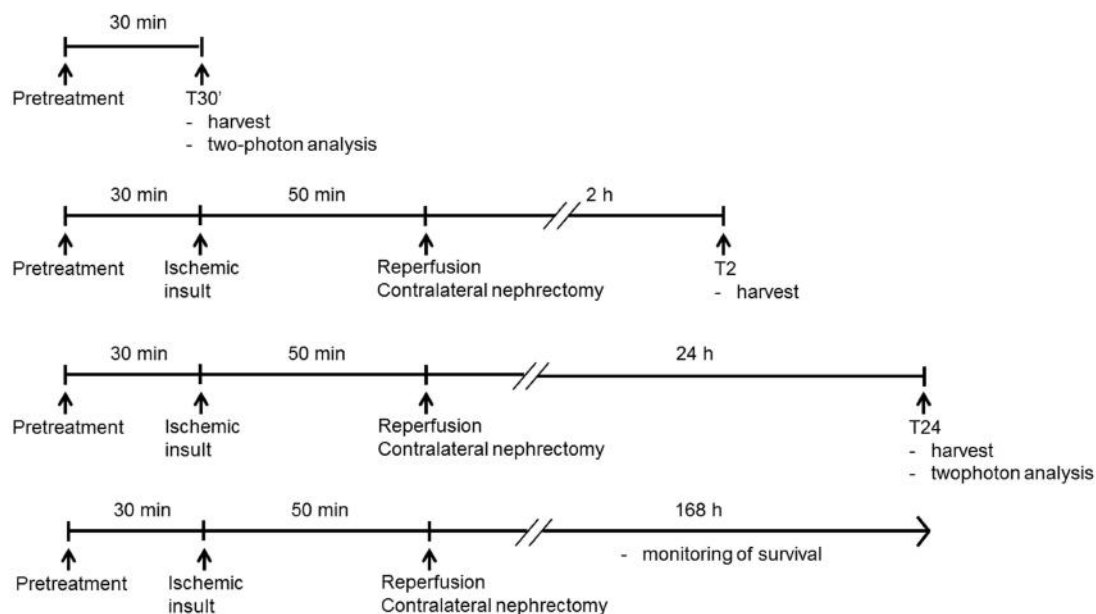 30 min
Pretreatment
T30'
- harvest
- two-photon analysis
30 min
50 min
2 h
Pretreatment
Ischemic
insult
Reperfusion
Contralateral nephrectomy
T2
- harvest
30 min
50 min
24 h
Pretreatment
Ischemic
insult
Reperfusion
Contralateral nephrectomy
T24
- harvest
- twophoton analysis
30 min
50 min
168 h
- monitoring of survival
Pretreatment
Ischemic
insult
Reperfusion
Contralateral nephrectomy